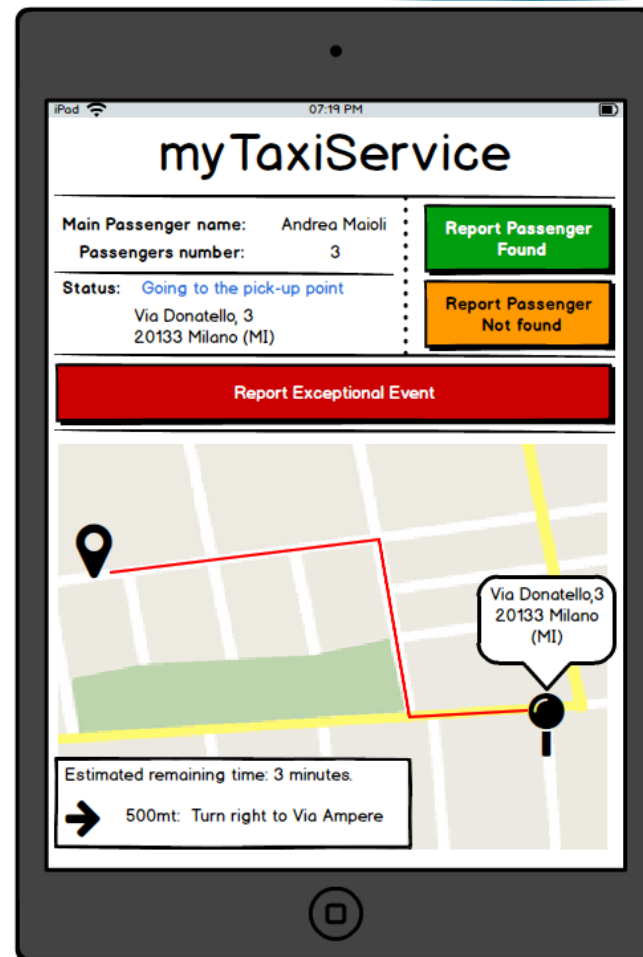 iPad 07:19 PM
myTaxiService
Main Passenger name: Andrea Maioli
Passengers number: 3
Status: Going to the pick-up point
Via Donatello, 3
20133 Milano (MI)
Report Passenger
Found
Report Passenger
Not found
Report Exceptional Event
Via Donatello,3
20133 Milano
(MI)
Estimated remaining time: 3 minutes.
500mt: Turn right to Via Ampere